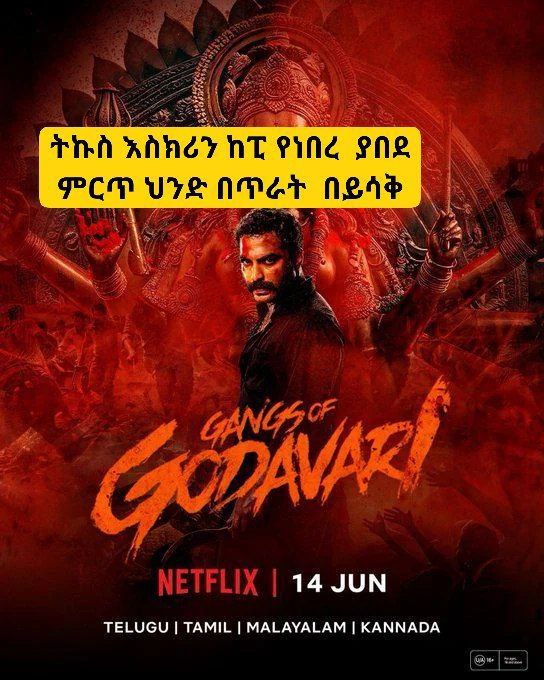 ትኩስ እስክሪን ከፒ የነበረ ያበደ
ምርጥ ህንድ በጥራት በይሳቅ
GANGS OF
GODAVARI
NETFLIX | 14 JUN
TELUGU | TAMIL | MALAYALAM | KANNADA
U/A 16+